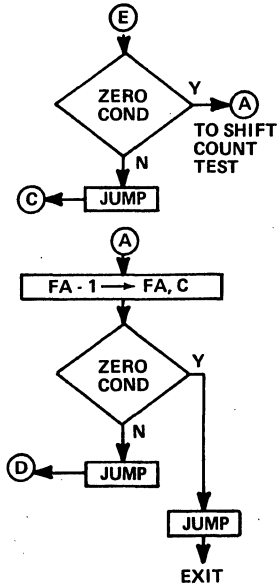 E
ZERO
COND
Y
A
TO SHIFT
COUNT
TEST
N
C
JUMP
A
FA - 1 → FA, C
ZERO
COND
Y
N
D
JUMP
JUMP
EXIT